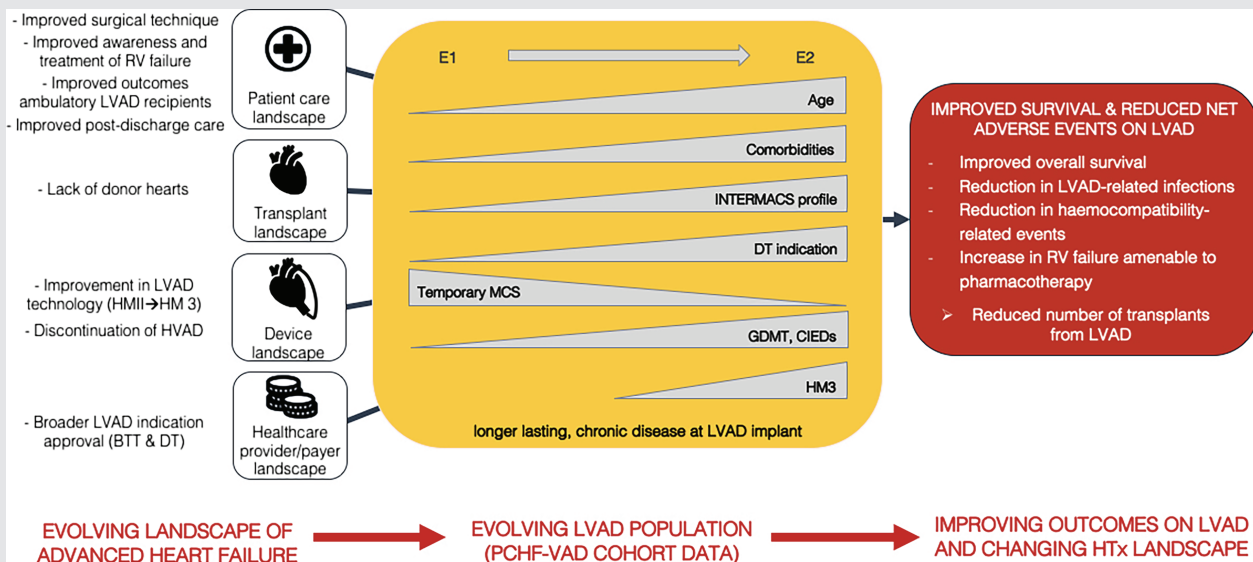 - Improved surgical technique
- Improved awareness and
treatment of RV failure
- Improved outcomes
ambulatory LVAD recipients
- Improved post-discharge care
Patient care
landscape
- Lack of donor hearts
Transplant
landscape
- Improvement in LVAD
technology (HMII→HM 3)
- Discontinuation of HVAD
Device
landscape
- Broader LVAD indication
approval (BTT & DT)
Healthcare
provider/payer
landscape
E1
E2
Age
Comorbidities
INTERMACS profile
DT indication
Temporary MCS
GDMT, CIEDs
HM3
longer lasting, chronic disease at LVAD implant
IMPROVED SURVIVAL & REDUCED NET
ADVERSE EVENTS ON LVAD
- Improved overall survival
- Reduction in LVAD-related infections
- Reduction in haemocompatibility-
related events
- Increase in RV failure amenable to
pharmacotherapy
➢ Reduced number of transplants
from LVAD
EVOLVING LANDSCAPE OF
ADVANCED HEART FAILURE
EVOLVING LVAD POPULATION
(PCHF-VAD COHORT DATA)
IMPROVING OUTCOMES ON LVAD
AND CHANGING HTx LANDSCAPE